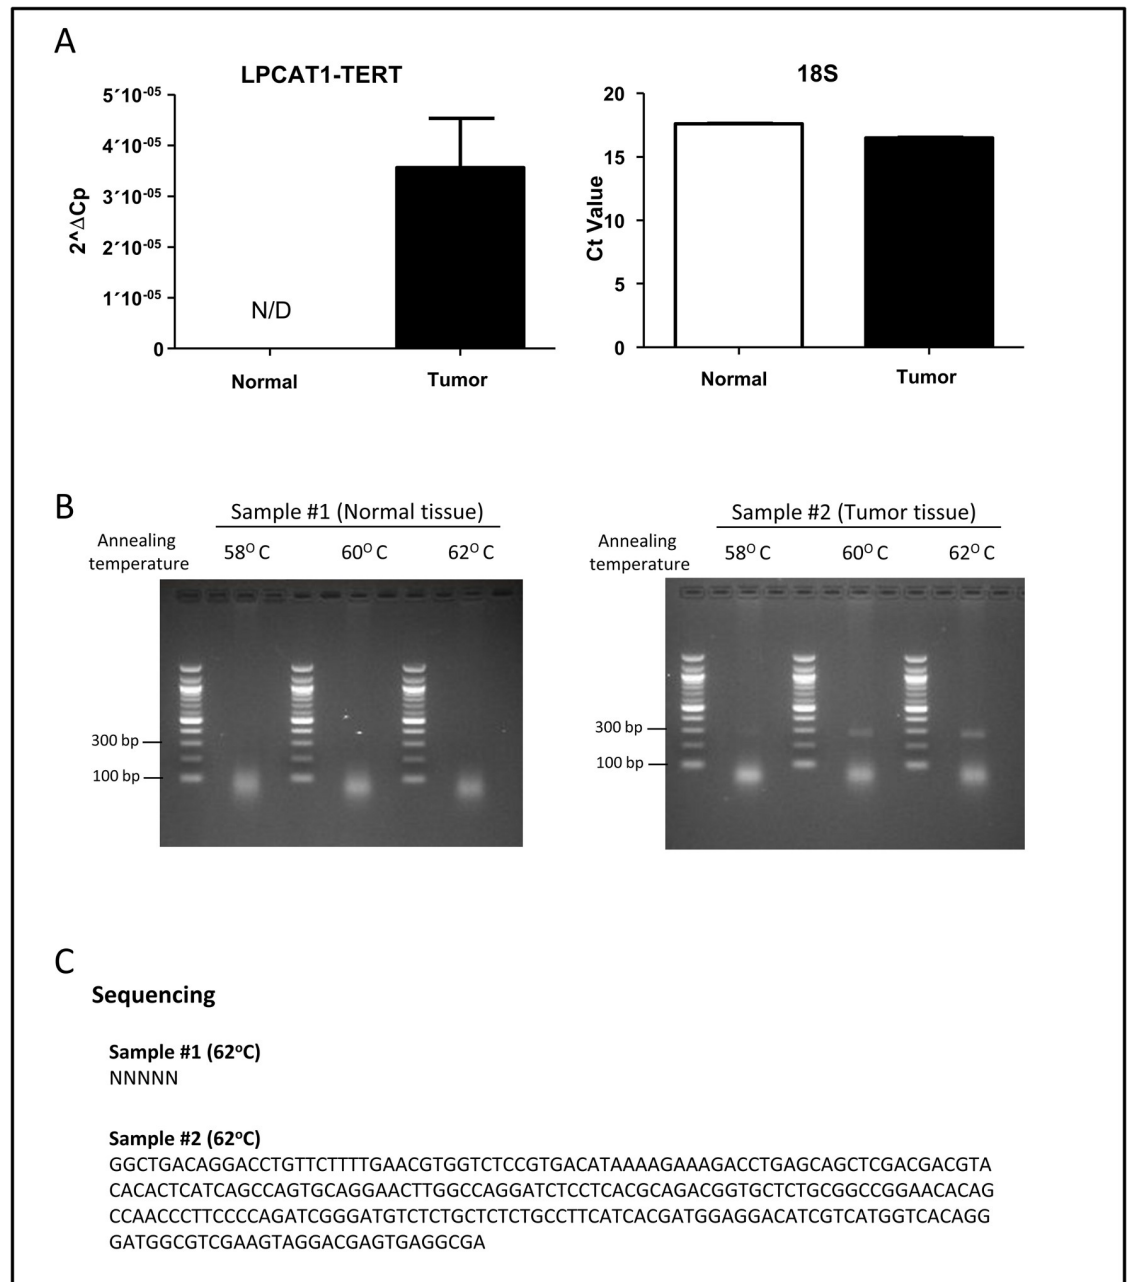 A
LPCAT1-TERT
5´10-05
4´10-05
3´10-05
2´10-05
1´10-05
0
2^ΔCp
N/D
Normal
Tumor
18S
20
15
10
5
0
Ct Value
Normal
Tumor
B
Sample #1 (Normal tissue)
Annealing
temperature
58O C
60O C
62O C
300 bp
100 bp
Sample #2 (Tumor tissue)
Annealing
temperature
58O C
60O C
62O C
300 bp
100 bp
C
Sequencing
Sample #1 (62oC)
NNNNN
Sample #2 (62oC)
GGCTGACAGGACCTGTTCTTTTGAACGTGGTCTCCGTGACATAAAAGAAAGACCTGAGCAGCTCGACGACGTA
CACACTCATCAGCCAGTGCAGGAACTTGGCCAGGATCTCCTCACGCAGACGGTGCTCTGCGGCCGGAACACAG
CCAACCCTTCCCCAGATCGGGATGTCTCTGCTCTCTGCCTTCATCACGATGGAGGACATCGTCATGGTCACAGG
GATGGCGTCGAAGTAGGACGAGTGAGGCGA